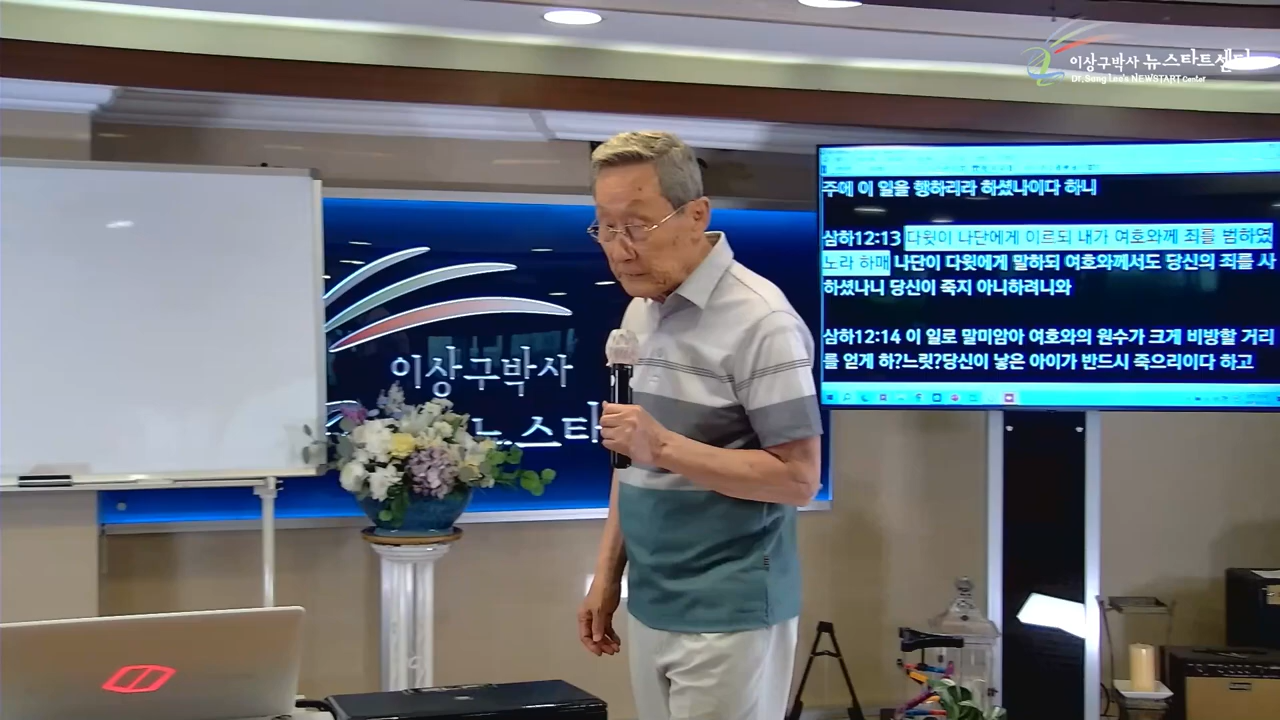 이상구박사 뉴스타트센터
Dr. Sang Lee's NEWSTART Center
주에 이 일을 행하리라 하셨나이다 하니
삼하12:13 다윗이 나단에게 이르되 내가 여호와께 죄를 범하였
노라 하매 나단이 다윗에게 말하되 여호와께서도 당신의 죄를 사
하셨나니 당신이 죽지 아니하려니와
삼하12:14 이 일로 말미암아 여호와의 원수가 크게 비방할 거리
를 얻게 하?느릿?당신이 낳은 아이가 반드시 죽으리이다 하고
이상구박사
뉴스타